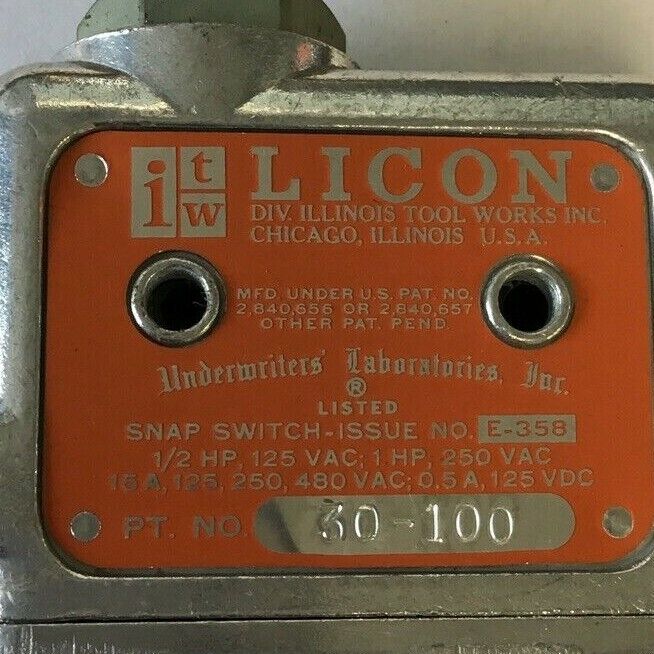 itw LICON
DIV. ILLINOIS TOOL WORKS INC.
CHICAGO, ILLINOIS U.S.A.
MFD UNDER U.S. PAT. NO.
2,840,656 OR 2,840,657
OTHER PAT. PEND.
Underwriters' Laboratories, Inc.
®
LISTED
SNAP SWITCH-ISSUE NO. E-358
1/2 HP, 125 VAC; 1 HP, 250 VAC
15 A, 125, 250, 480 VAC; 0.5 A, 125 VDC
PT. NO. 30-100